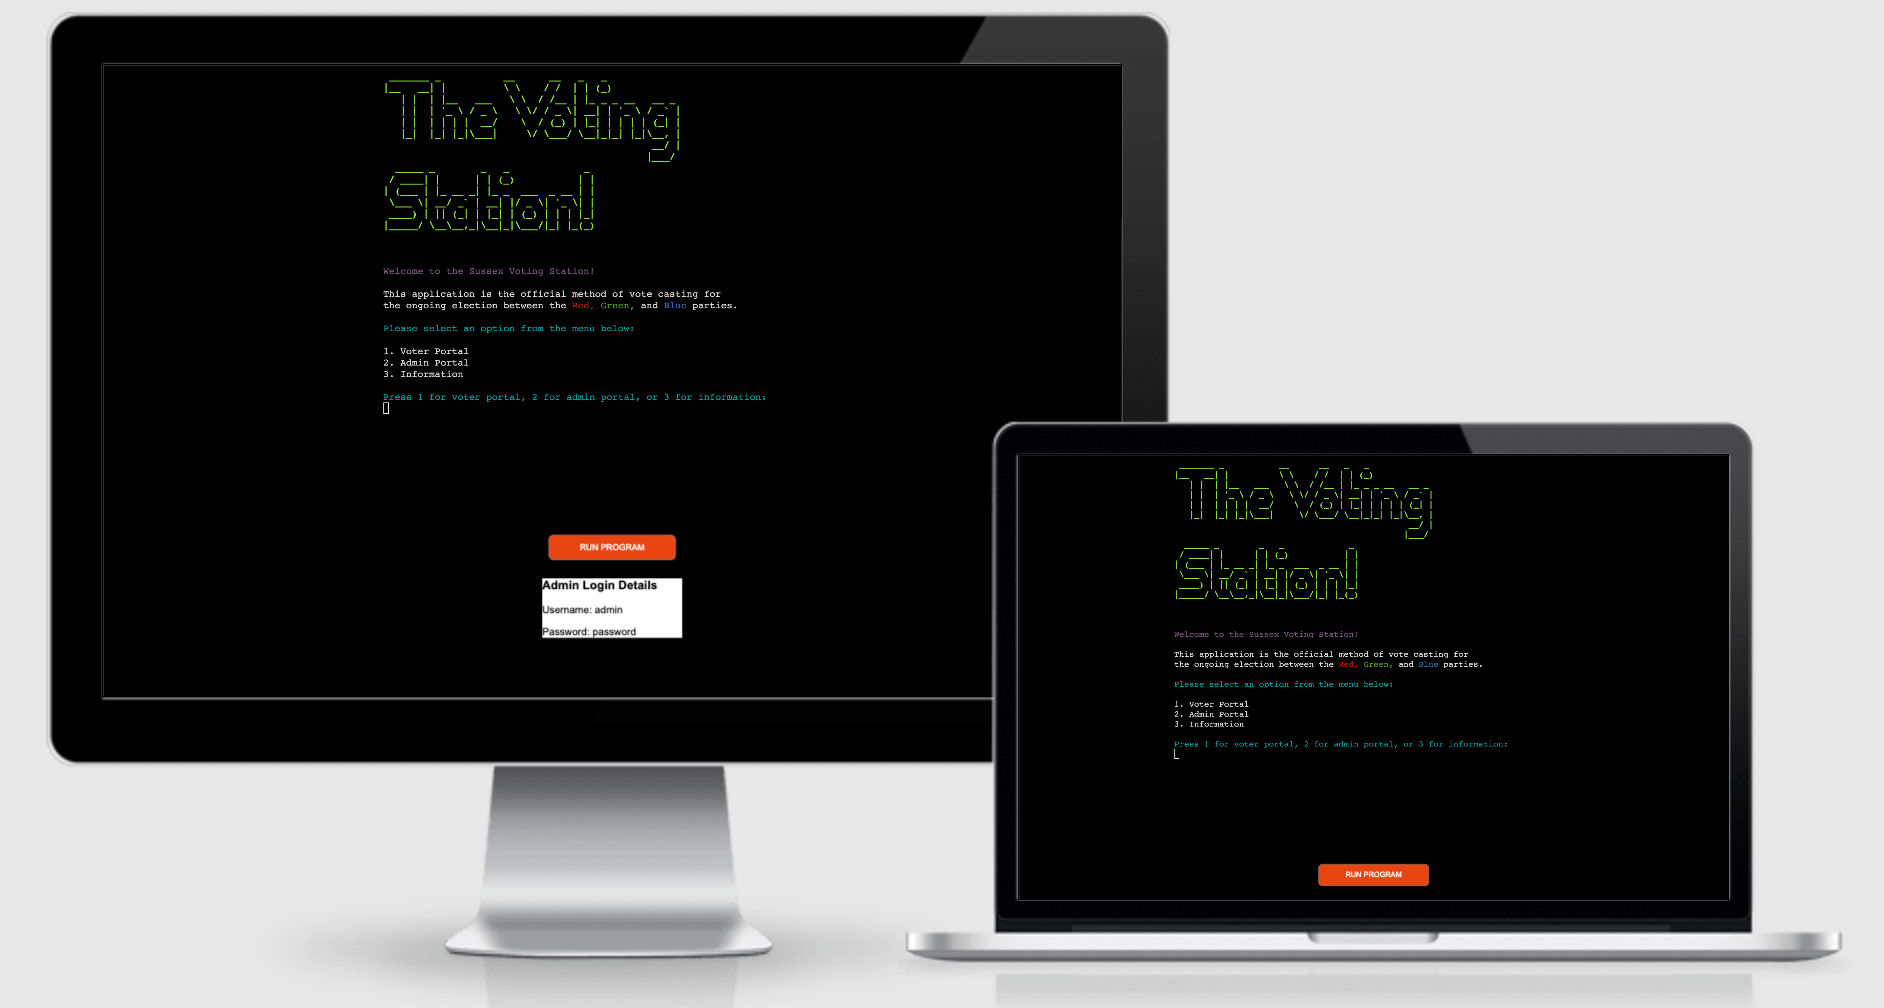 The Voting
Station!
Welcome to the Sussex Voting Station!
This application is the official method of vote casting for
the ongoing election between the Red, Green, and Blue parties.
Please select an option from the menu below:
1. Voter Portal
2. Admin Portal
3. Information
Press 1 for voter portal, 2 for admin portal, or 3 for information:
RUN PROGRAM
Admin Login Details
Username: admin
Password: password
The Voting
Station!
Welcome to the Sussex Voting Station!
This application is the official method of vote casting for
the ongoing election between the Red, Green, and Blue parties.
Please select an option from the menu below:
1. Voter Portal
2. Admin Portal
3. Information
Press 1 for voter portal, 2 for admin portal, or 3 for information:
RUN PROGRAM